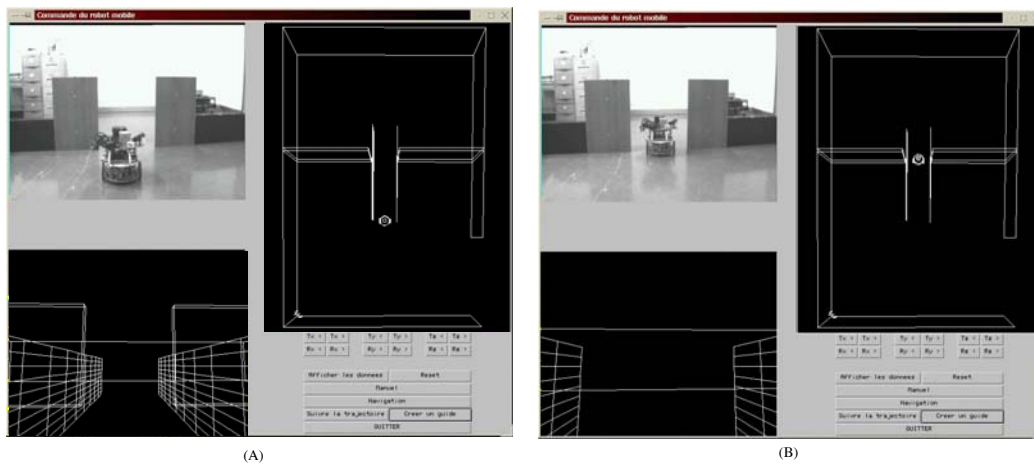 Commande du robot mobile
Tx < Tx > Ty < Ty > Tz < Tz >
Rx < Rx > Ry < Ry > Rz < Rz >
Afficher les donnees Reset
Manuel
Navigation
Suivre la trajectoire Creer un guide
QUITTER
(A)
Commande du robot mobile
Tx < Tx > Ty < Ty > Tz < Tz >
Rx < Rx > Ry < Ry > Rz < Rz >
Afficher les donnees Reset
Manuel
Navigation
Suivre la trajectoire Creer un guide
QUITTER
(B)